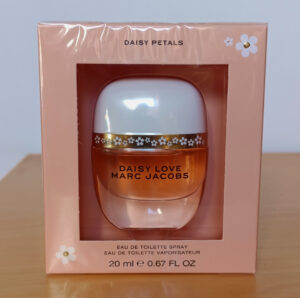 DAISY PETALS
DAISY LOVE
MARC JACOBS
EAU DE TOILETTE SPRAY
EAU DE TOILETTE VAPORISATEUR
20 ml ℮ 0.67 FL OZ